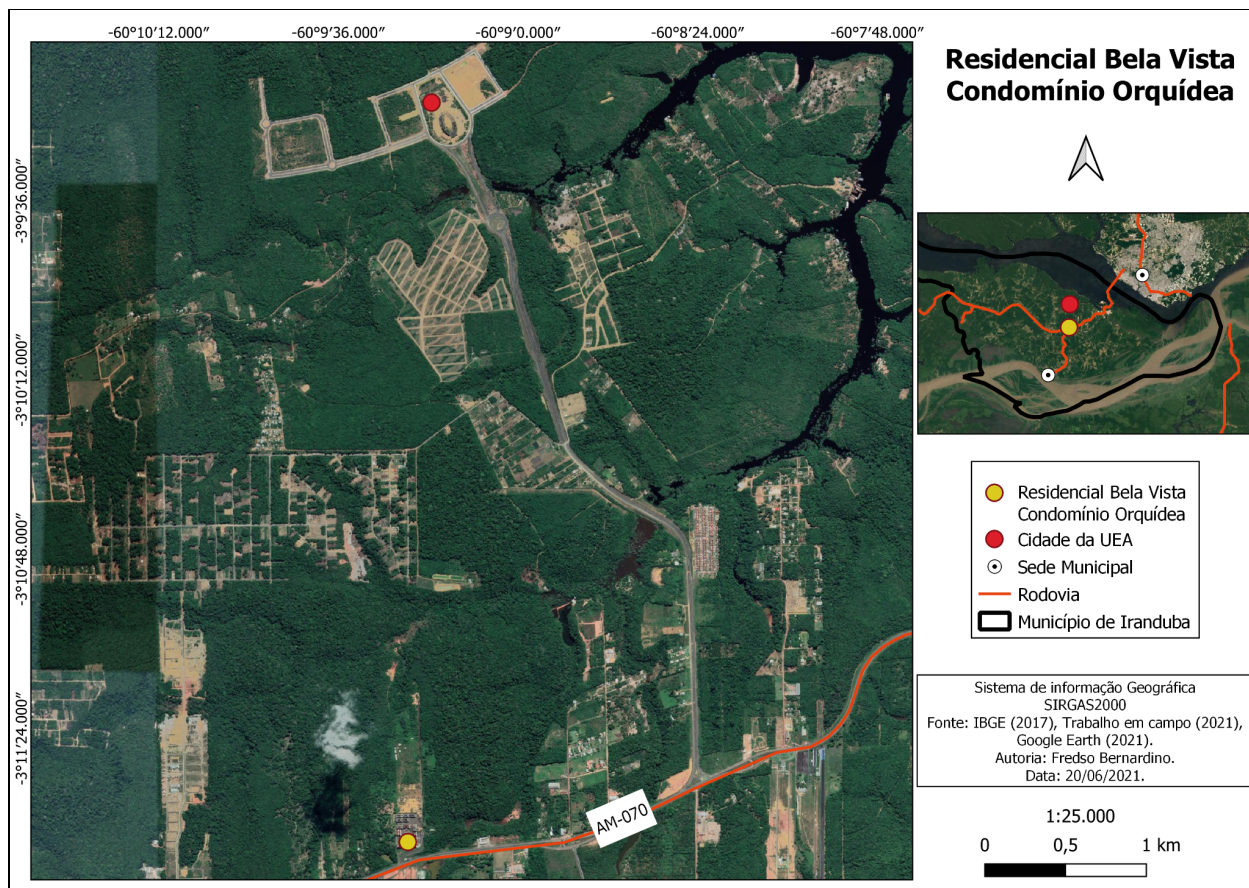 -60°10'12.000" -60°9'36.000" -60°9'0.000" -60°8'24.000" -60°7'48.000"
-3°9'36.000"
-3°10'12.000"
-3°10'48.000"
-3°11'24.000"
AM-070
Residencial Bela Vista
Condomínio Orquídea
Residencial Bela Vista
Condomínio Orquídea
Cidade da UEA
Sede Municipal
Rodovia
Município de Iranduba
Sistema de informação Geográfica
SIRGAS2000
Fonte: IBGE (2017), Trabalho em campo (2021),
Google Earth (2021).
Autoria: Fredso Bernardino.
Data: 20/06/2021.
1:25.000
0 0,5 1 km